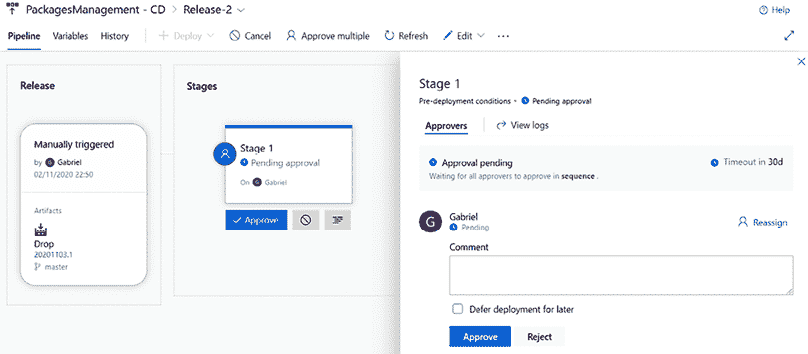 PackagesManagement - CD > Release-2
Help
Pipeline Variables History + Deploy Cancel Approve multiple Refresh Edit ...
Release
Manually triggered
by G Gabriel
02/11/2020 22:50
Artifacts
Drop
20201103.1
master
Stages
Stage 1
Pending approval
On G Gabriel
Approve
Stage 1
Pre-deployment conditions • Pending approval
Approvers View logs
Approval pending Timeout in 30d
Waiting for all approvers to approve in sequence .
G Gabriel Reassign
Pending
Comment
Defer deployment for later
Approve Reject